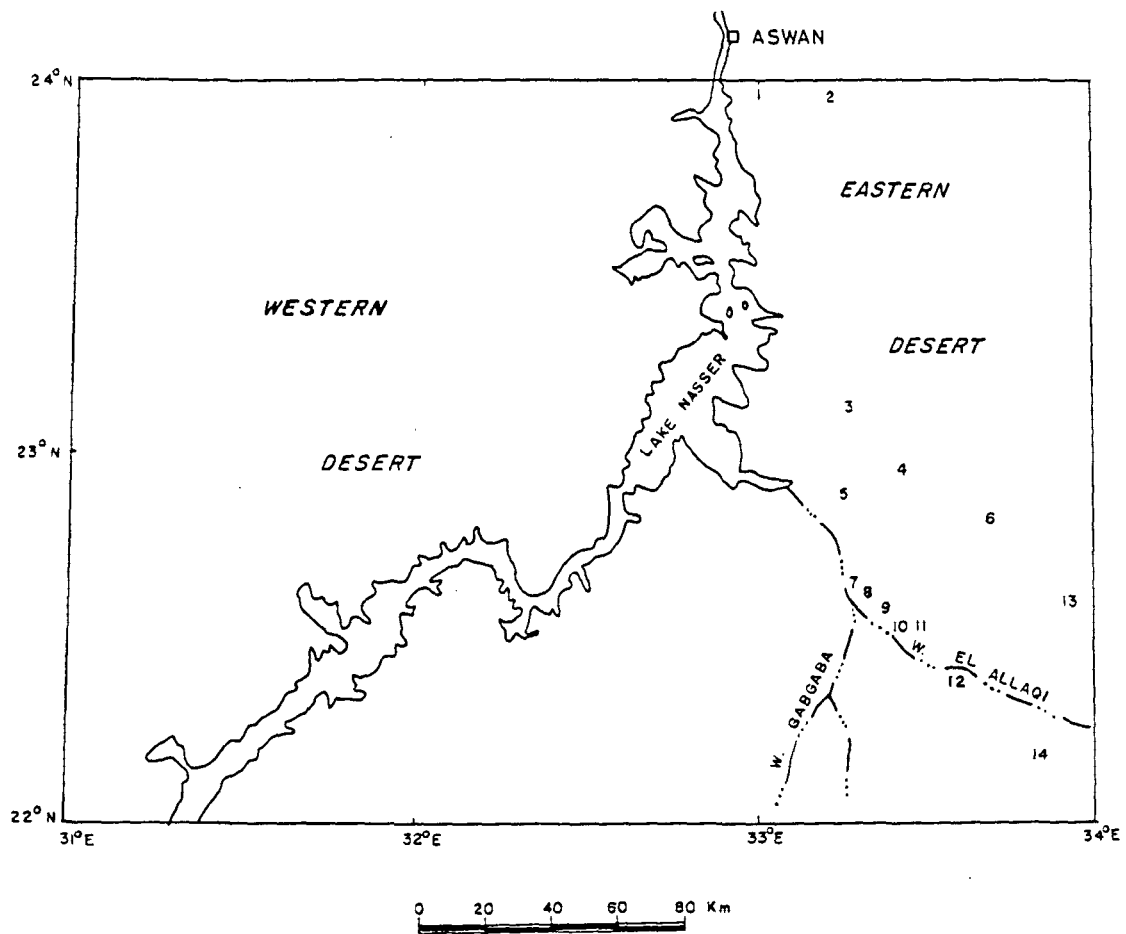 ASWAN
24°N
1
2
EASTERN
WESTERN
DESERT
LAKE NASSER
3
23°N
DESERT
4
5
6
7
8
13
9
10 11
W. EL ALLAQI
12
W. GABGABA
14
22°N
31°E
32°E
33°E
34°E
0 20 40 60 80 Km